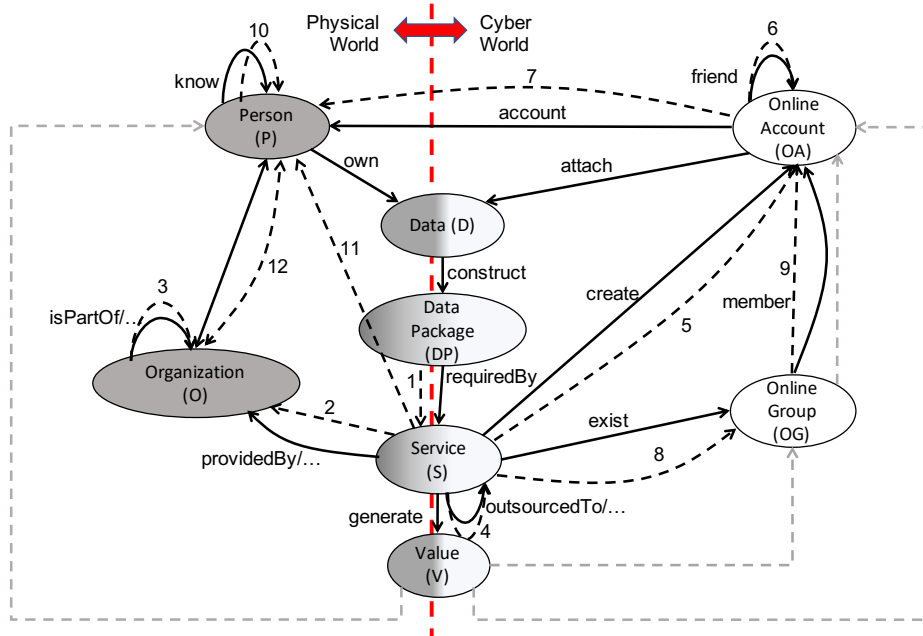 10
Physical
World
Cyber
World
6
know
7
friend
Person
(P)
Online
Account
(OA)
account
own
attach
Data (D)
11
construct
12
9
3
create
member
isPartOf/...
5
Data
Package
(DP)
Organization
(O)
1
requiredBy
Online
Group
(OG)
2
exist
Service
(S)
8
providedBy/...
generate
outsourcedTo/...
4
Value
(V)